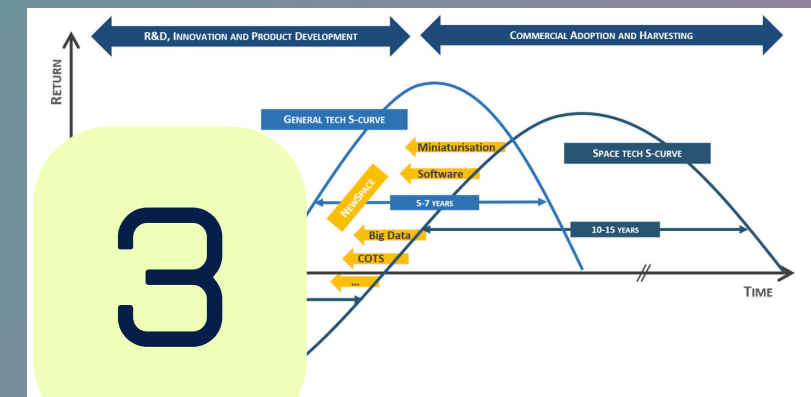 R&D, INNOVATION AND PRODUCT DEVELOPMENT
COMMERCIAL ADOPTION AND HARVESTING
RETURN
GENERAL TECH S-CURVE
Miniaturisation
SPACE TECH S-CURVE
Software
NEWSPACE
5-7 YEARS
Big Data
10-15 YEARS
COTS
...
TIME
3